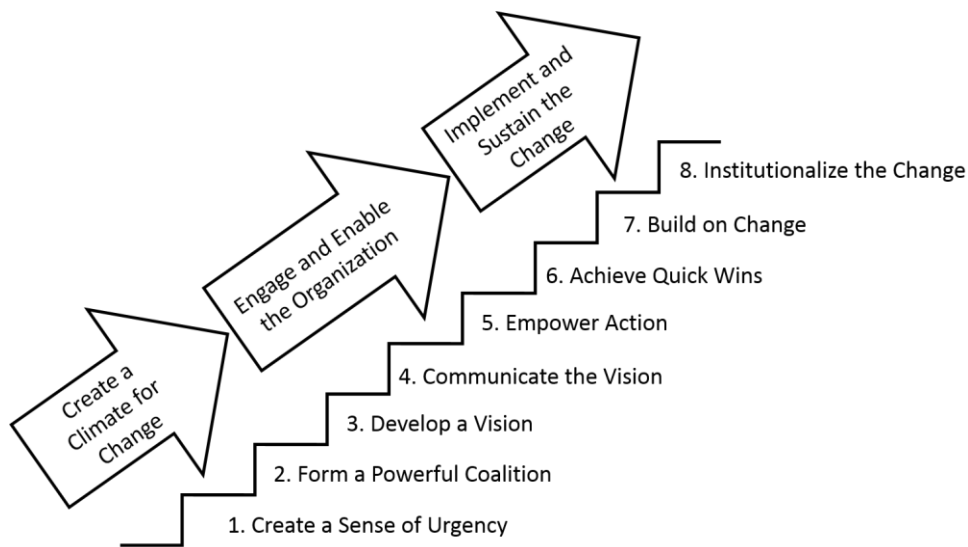 Implement and
Sustain the
Change
8. Institutionalize the Change
Engage and Enable
the Organization
7. Build on Change
6. Achieve Quick Wins
5. Empower Action
Create a
Climate for
Change
4. Communicate the Vision
3. Develop a Vision
2. Form a Powerful Coalition
1. Create a Sense of Urgency